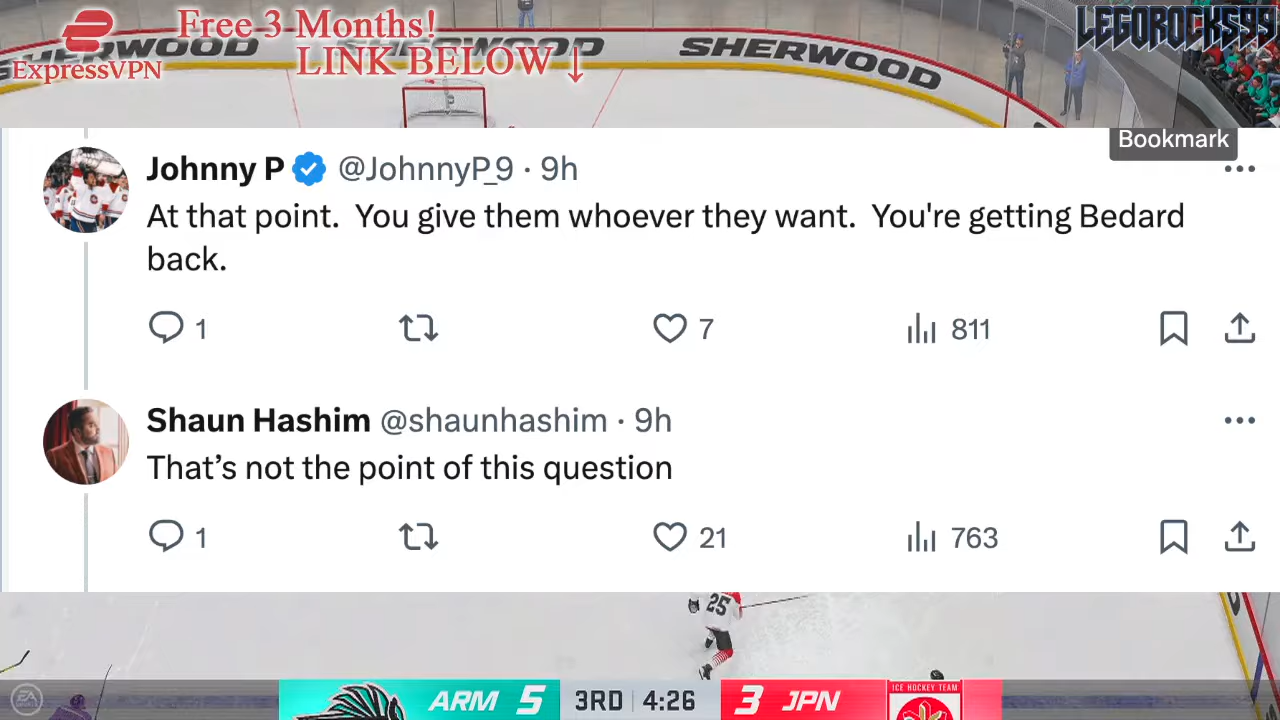 Free 3 Months!
LEGOROCKS99
SHERWOOD
SHERWOOD
ExpressVPN
LINK BELOW ↓
Bookmark
Johnny P @JohnnyP_9 · 9h
At that point.  You give them whoever they want.  You're getting Bedard
back.
1
7
811
Shaun Hashim @shaunhashim · 9h
That’s not the point of this question
1
21
763
25
EA
ARM 5 3RD 4:26 3 JPN
ICE HOCKEY TEAM